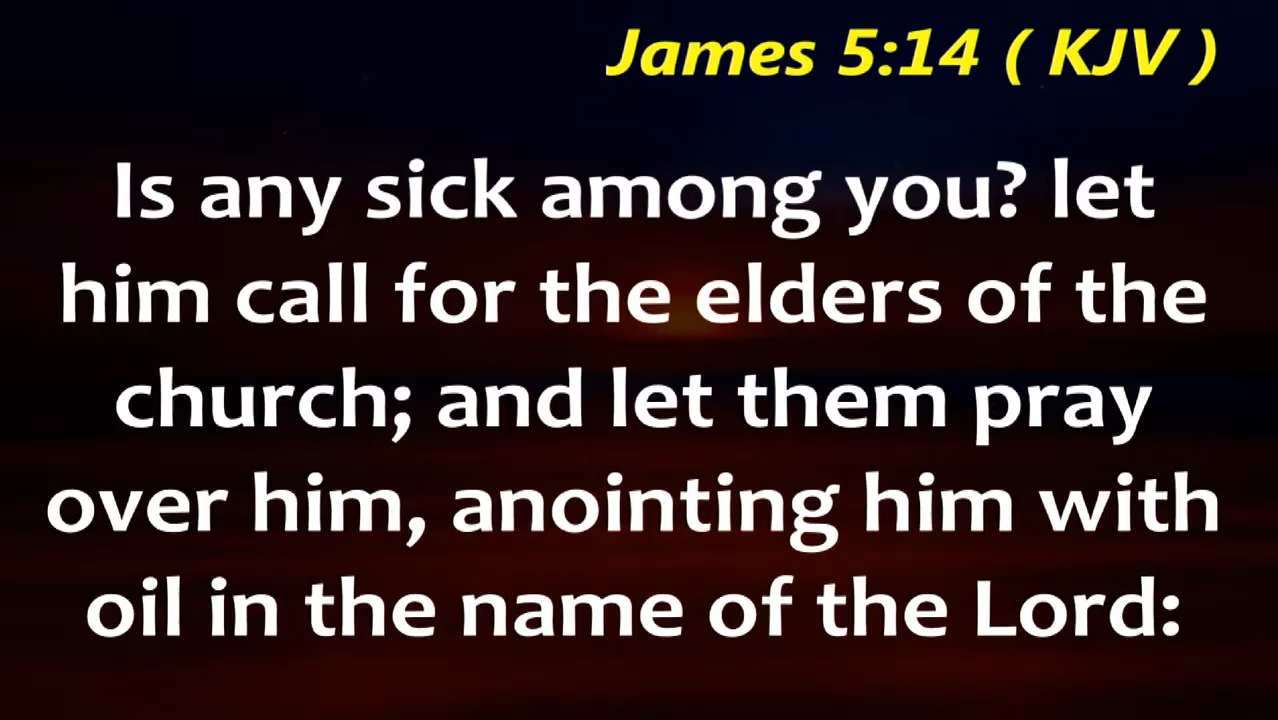 James 5:14 ( KJV )
Is any sick among you? let
him call for the elders of the
church; and let them pray
over him, anointing him with
oil in the name of the Lord: